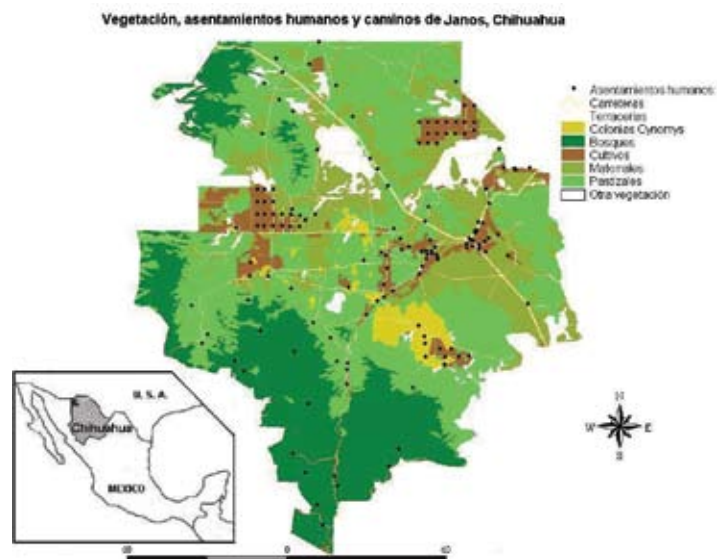 Vegetación, asentamientos humanos y caminos de Janos, Chihuahua
Asentamientos humanos
Carreteras
Terracerías
Colonias Cynomys
Bosques
Cultivos
Matorrales
Pastizales
Otra vegetación
U. S. A.
Chihuahua
MEXICO
N
W E
S
0